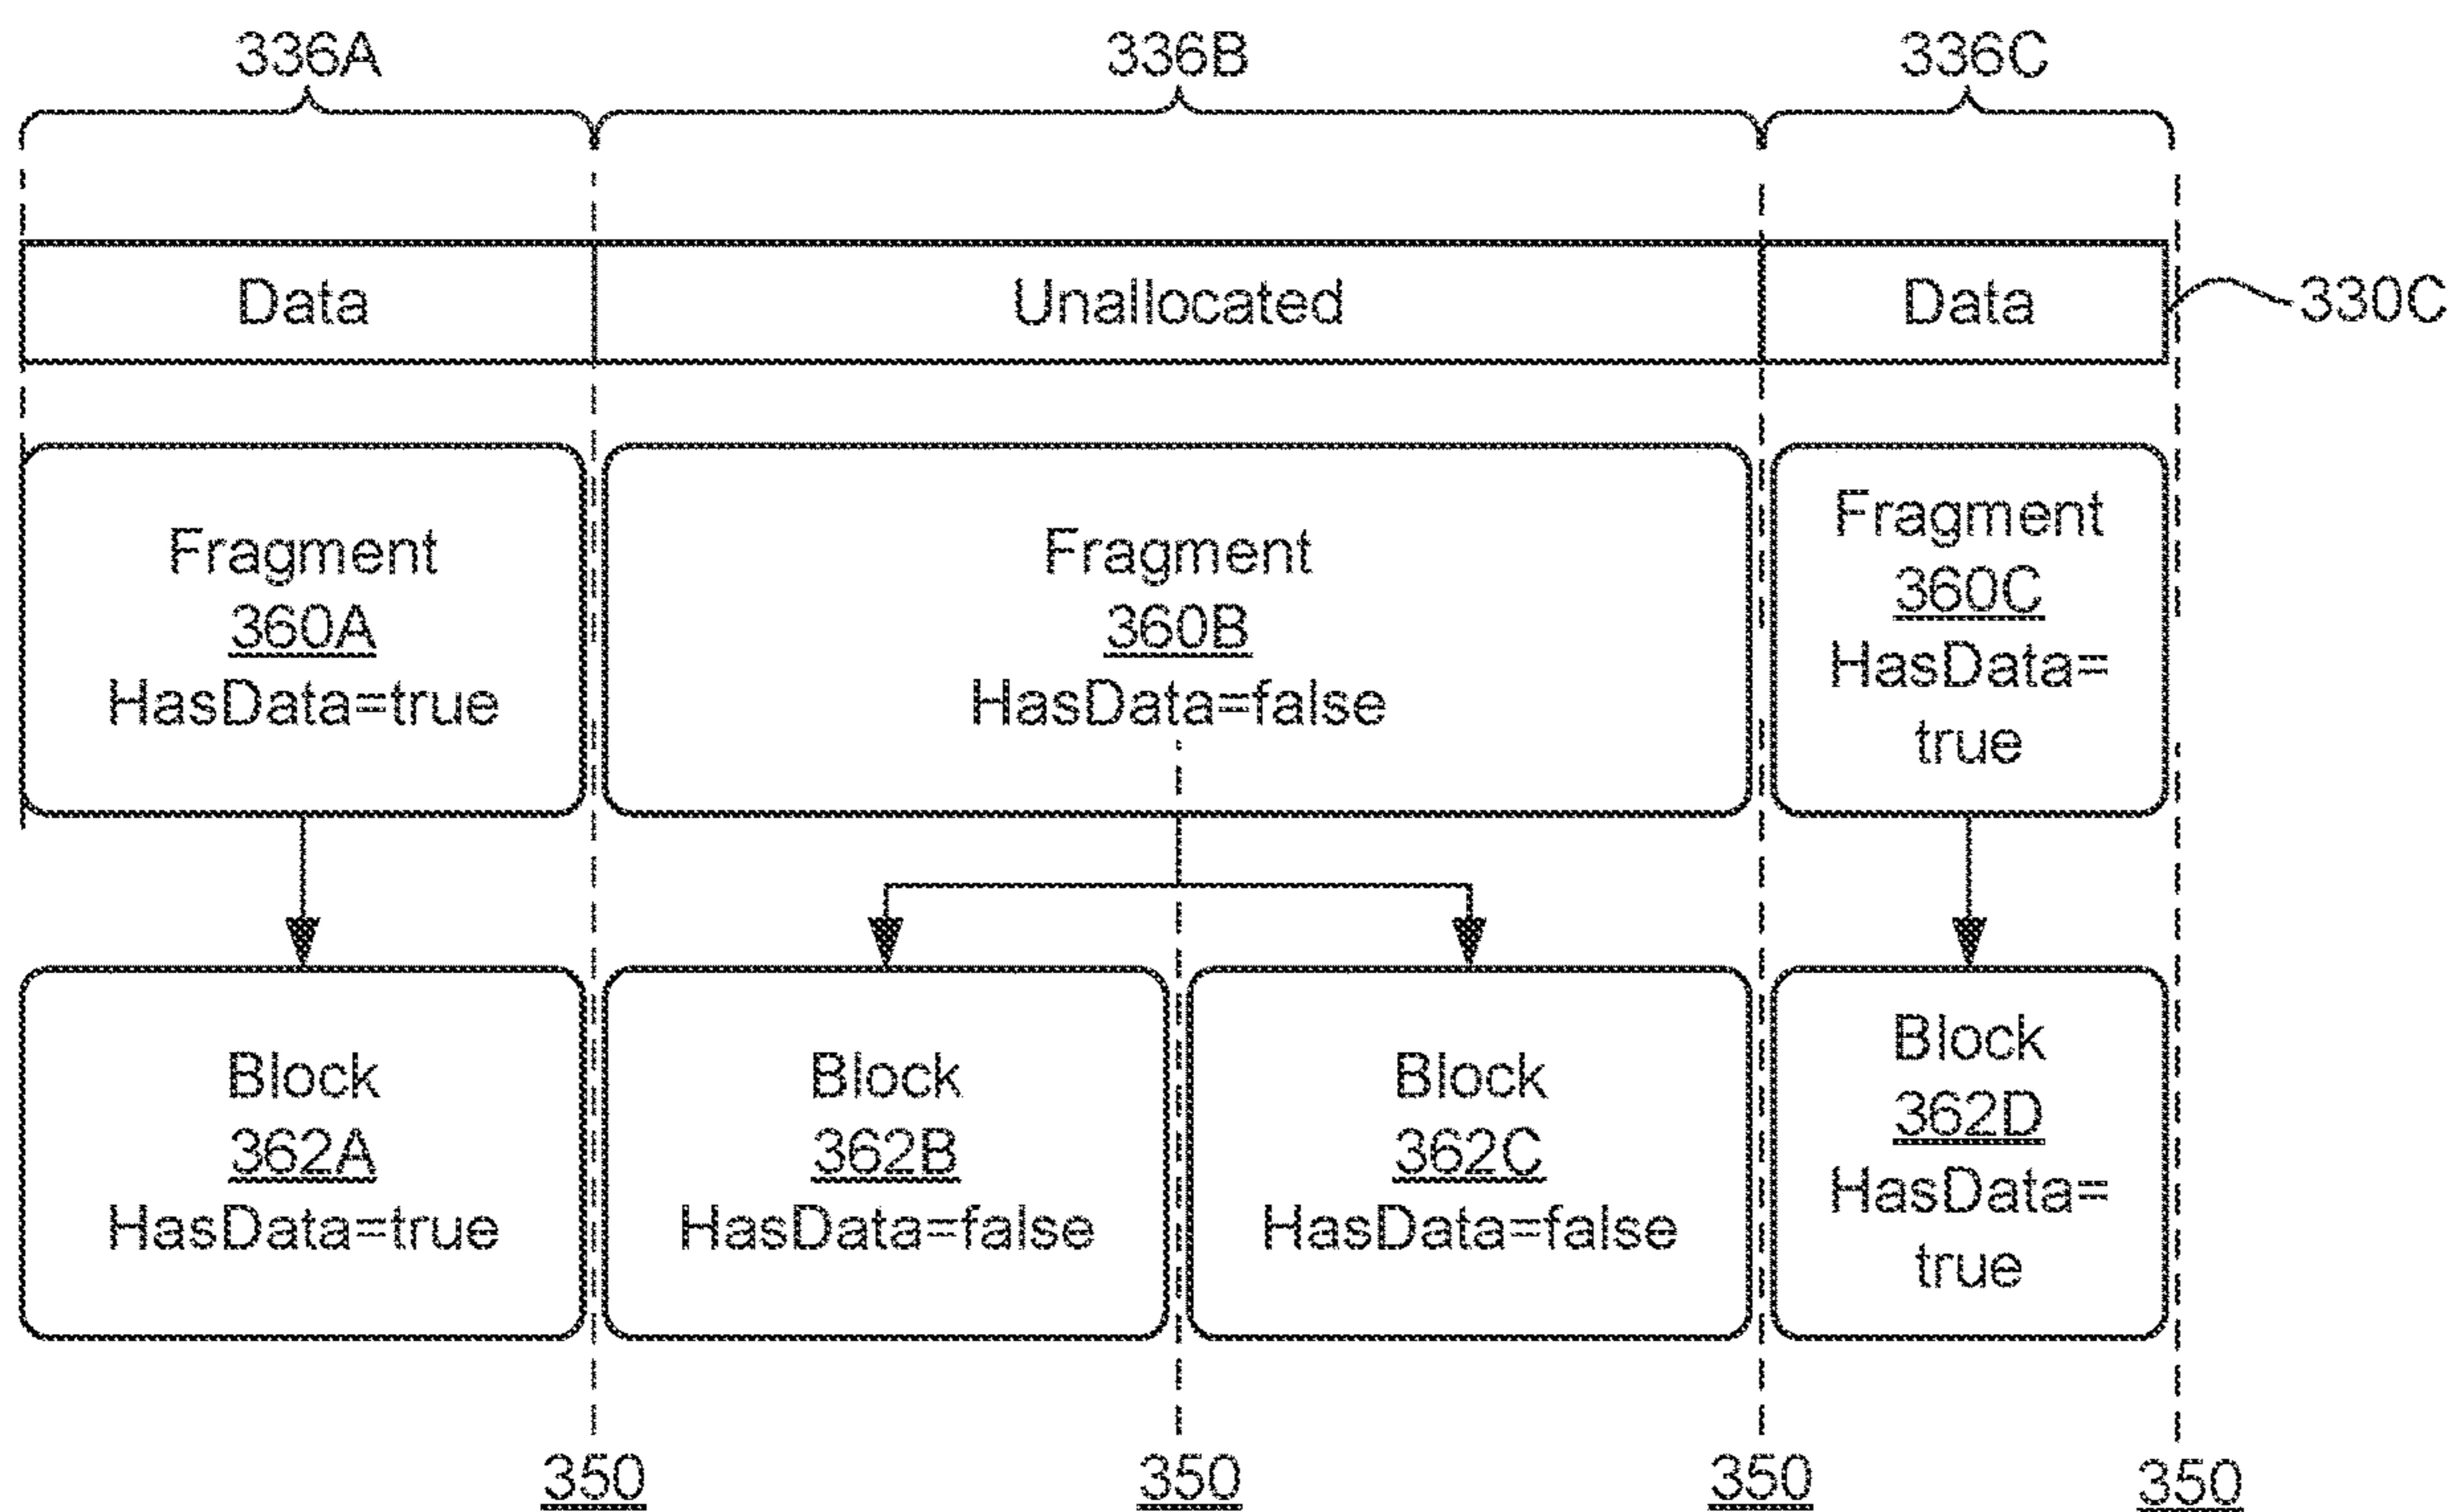 336A 336B 336C
Data Unallocated Data 330C
Fragment
360A
HasData=true
Fragment
360B
HasData=false
Fragment
360C
HasData=
true
Block
362A
HasData=true
Block
362B
HasData=false
Block
362C
HasData=false
Block
362D
HasData=
true
350 350 350 350